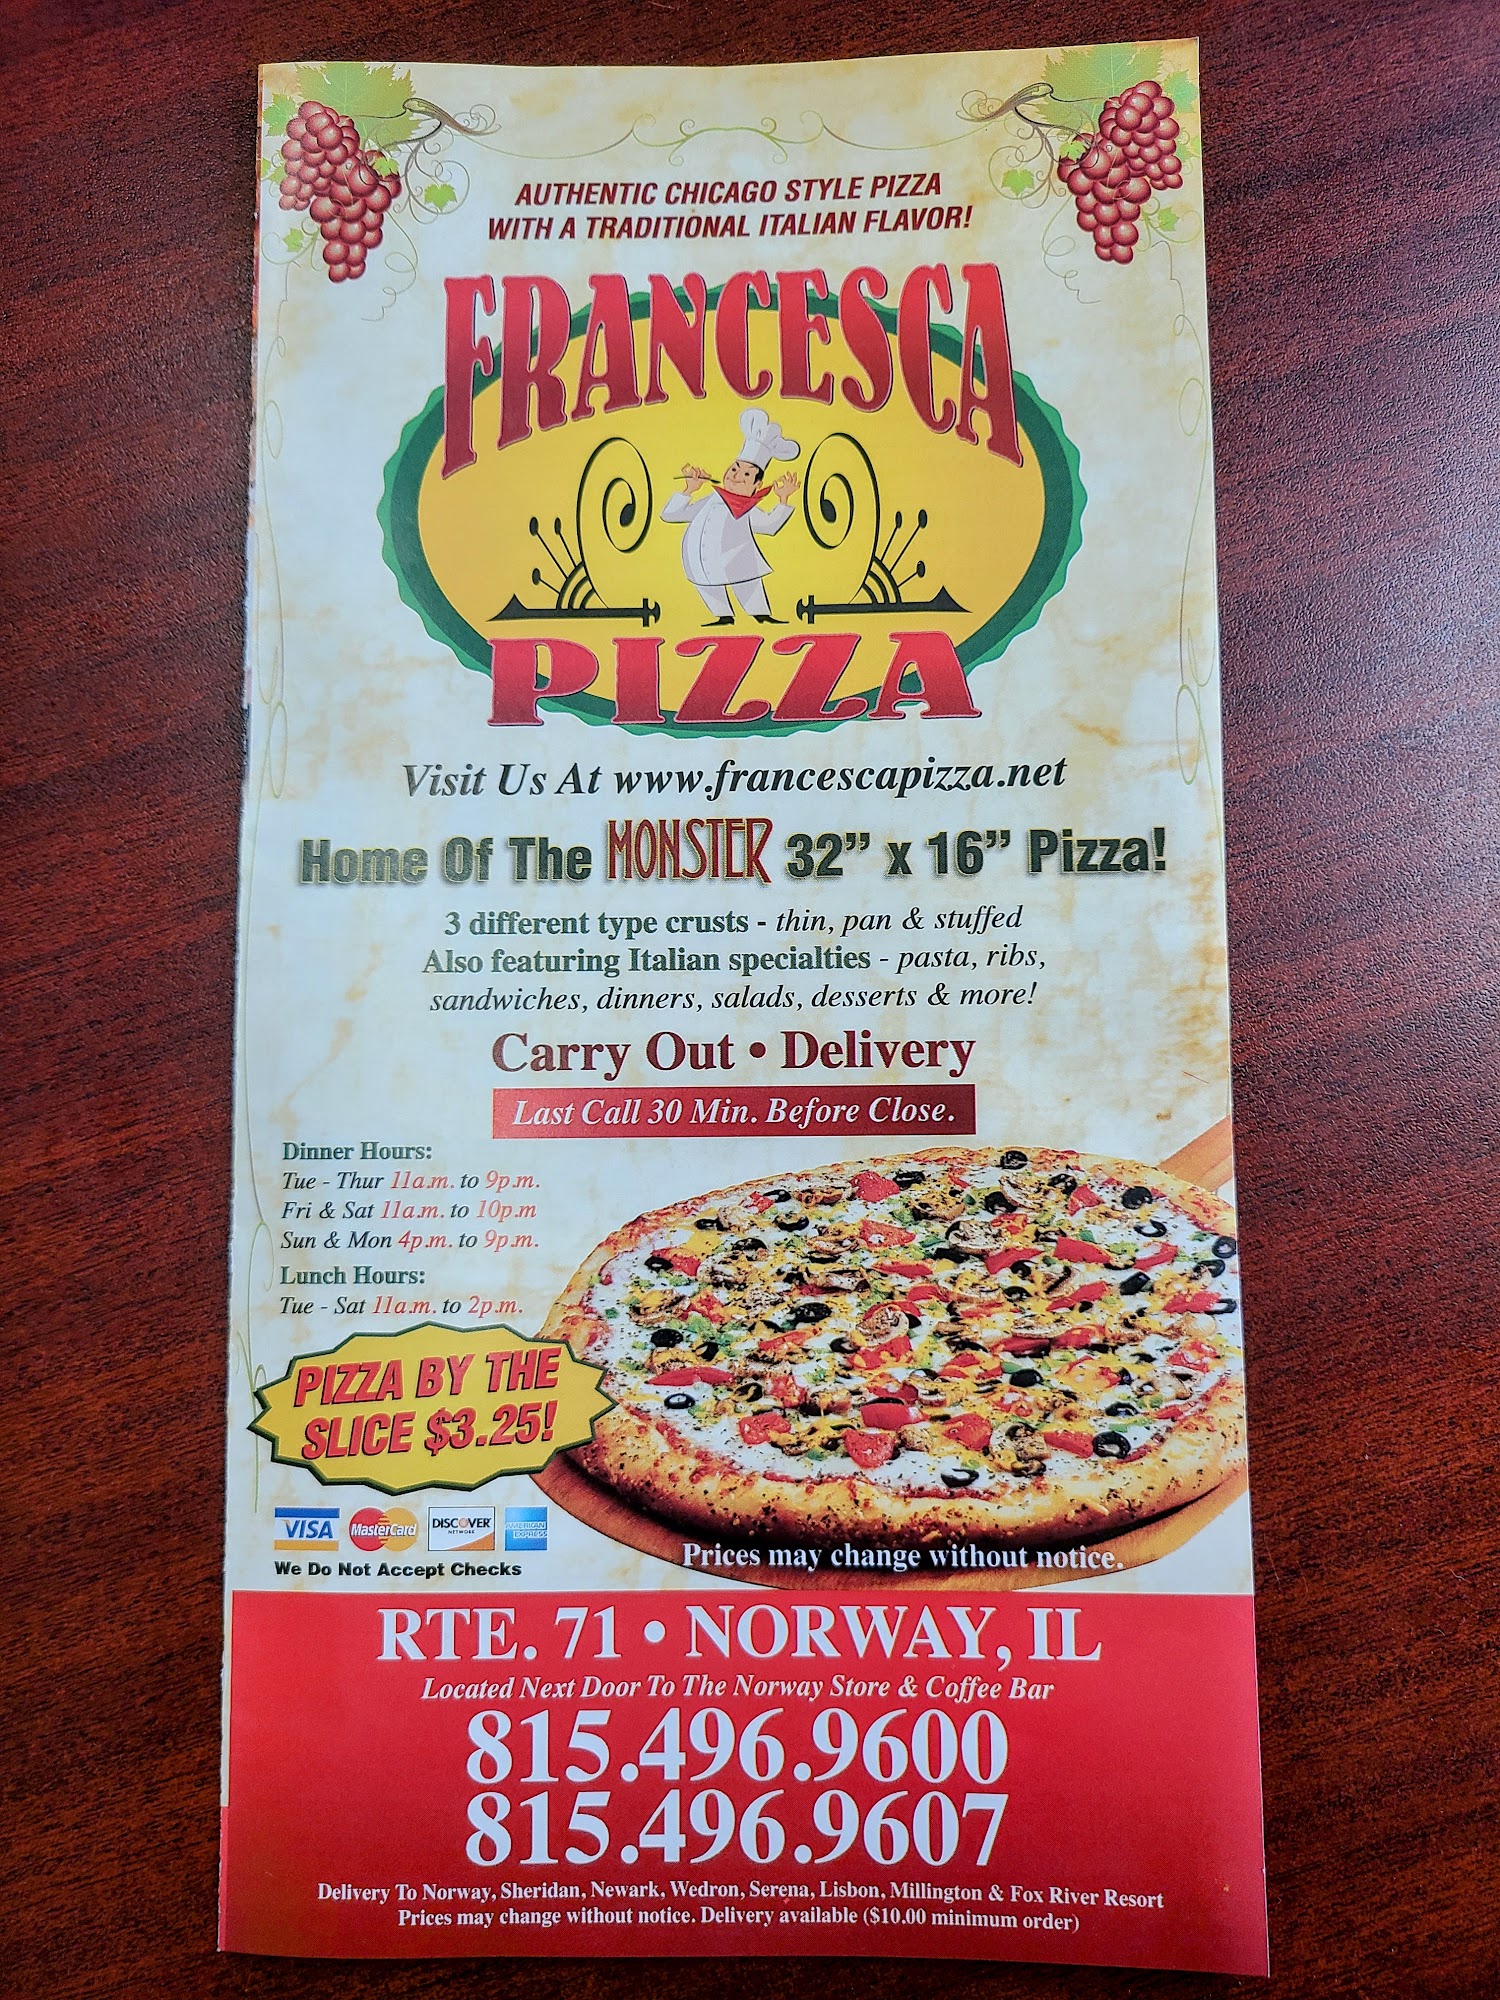 AUTHENTIC CHICAGO STYLE PIZZA
WITH A TRADITIONAL ITALIAN FLAVOR!
FRANCESCA
PIZZA
Visit Us At www.francescapizza.net
Home Of The MONSTER 32” x 16” Pizza!
3 different type crusts - thin, pan & stuffed
Also featuring Italian specialties - pasta, ribs,
sandwiches, dinners, salads, desserts & more!
Carry Out • Delivery
Last Call 30 Min. Before Close.
Dinner Hours:
Tue - Thur 11a.m. to 9p.m.
Fri & Sat 11a.m. to 10p.m
Sun & Mon 4p.m. to 9p.m.
Lunch Hours:
Tue - Sat 11a.m. to 2p.m.
PIZZA BY THE
SLICE $3.25!
VISA MasterCard DISCOVER NETWORK AMERICAN EXPRESS
We Do Not Accept Checks
Prices may change without notice.
RTE. 71 • NORWAY, IL
Located Next Door To The Norway Store & Coffee Bar
815.496.9600
815.496.9607
Delivery To Norway, Sheridan, Newark, Wedron, Serena, Lisbon, Millington & Fox River Resort
Prices may change without notice. Delivery available ($10.00 minimum order)